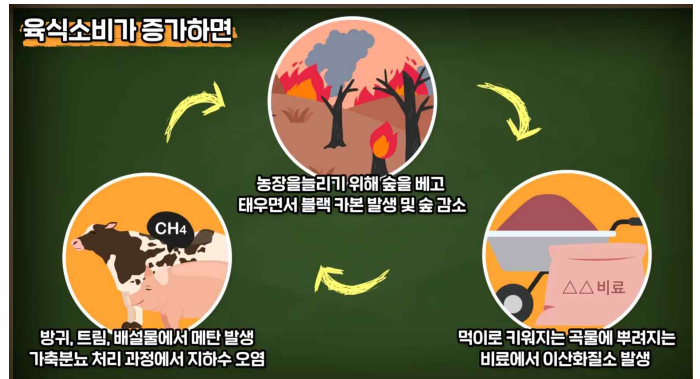 육식소비가 증가하면
농장을늘리기 위해 숲을 베고
태우면서 블랙 카본 발생 및 숲 감소
CH4
방귀, 트림, 배설물에서 메탄 발생
가축분뇨 처리 과정에서 지하수 오염
△△비료
먹이로 키워지는 곡물에 뿌려지는
비료에서 이산화질소 발생